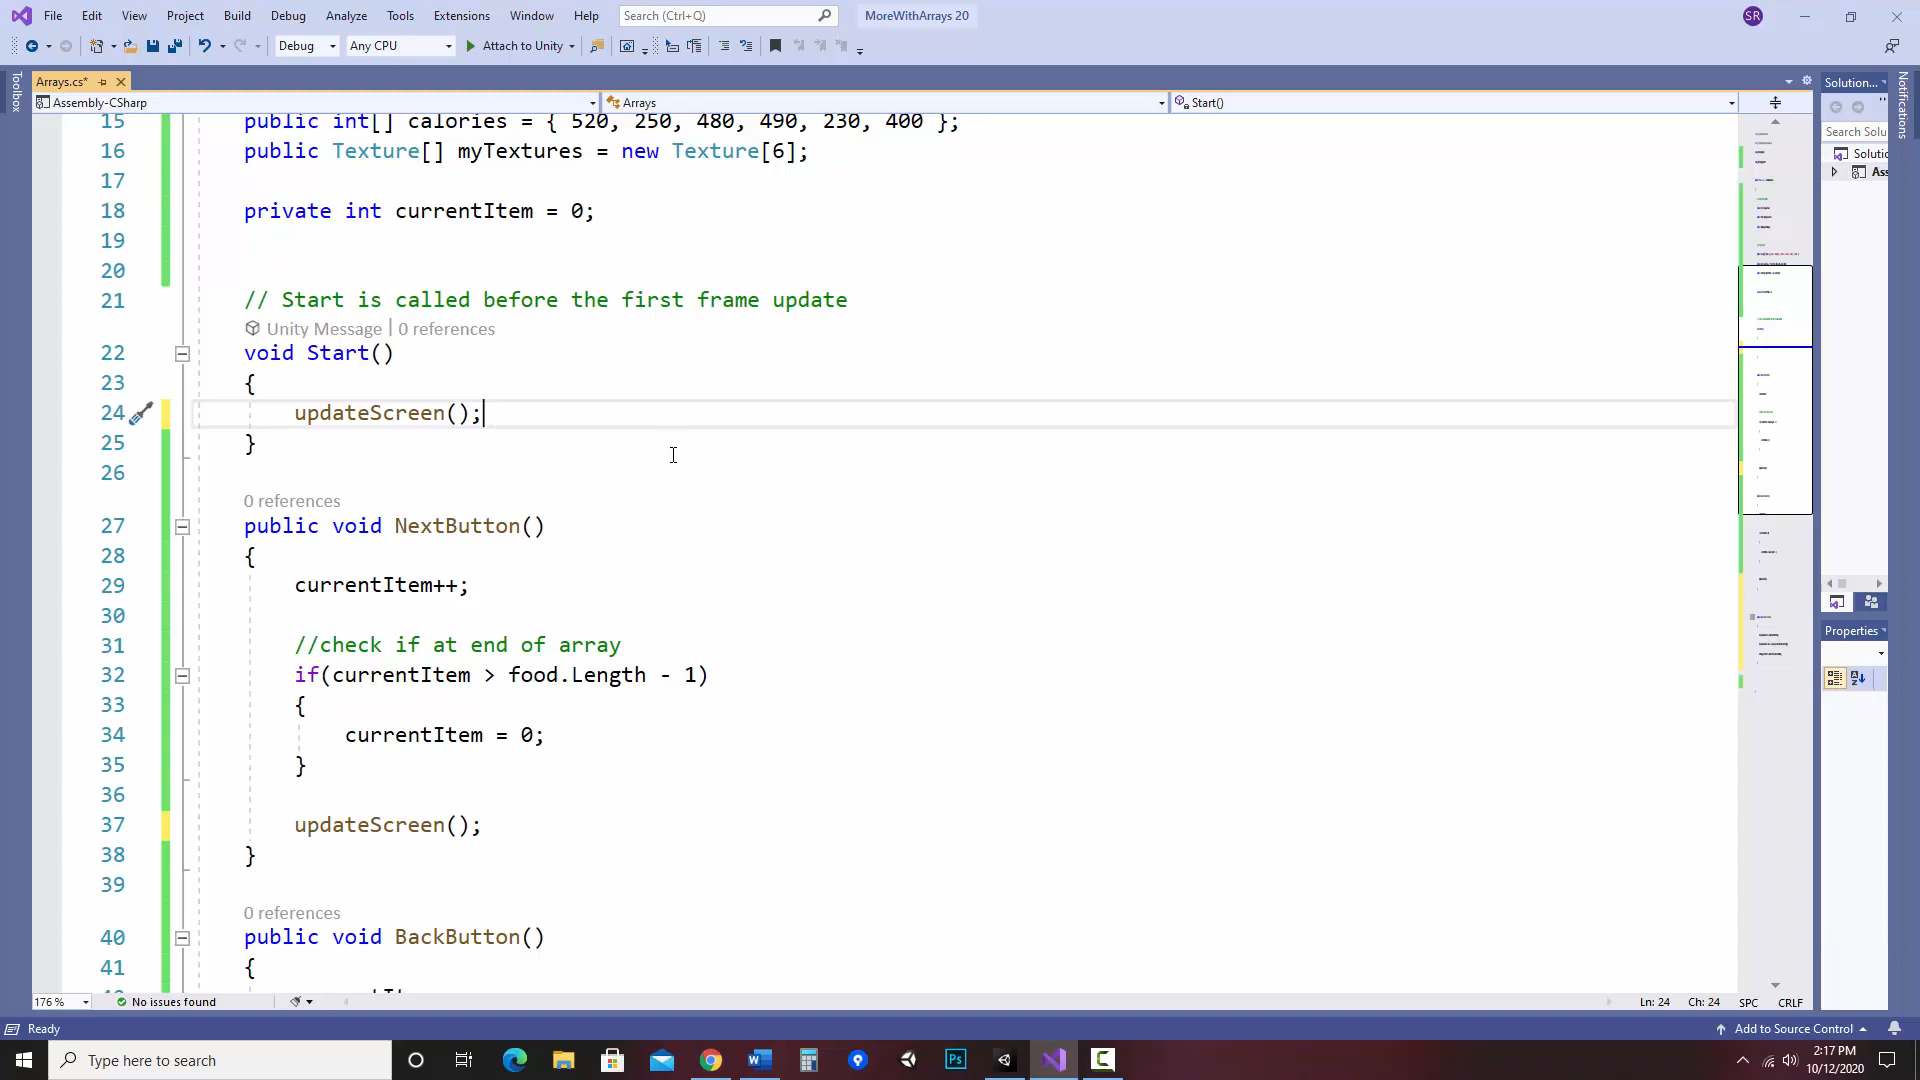 File Edit View Project Build Debug Analyze Tools Extensions Window Help Search (Ctrl+Q) MoreWithArrays 20 SR
Debug Any CPU Attach to Unity
Toolbox
Arrays.cs*
Solution...
Notifications
Assembly-CSharp Arrays Start()
Search Solu
Solutio
Ass
15 public int[] calories = { 520, 250, 480, 490, 230, 400 };
16 public Texture[] myTextures = new Texture[6];
17
18 private int currentItem = 0;
19
20
21 // Start is called before the first frame update
Unity Message | 0 references
22 void Start()
23 {
24 updateScreen();
25 }
26
0 references
27 public void NextButton()
28 {
29 currentItem++;
30
31 //check if at end of array
32 if(currentItem > food.Length - 1)
33 {
34 currentItem = 0;
35 }
36
37 updateScreen();
38 }
39
0 references
40 public void BackButton()
41 {
Properties
176 % No issues found Ln: 24 Ch: 24 SPC CRLF
Ready Add to Source Control
Type here to search
2:17 PM
10/12/2020